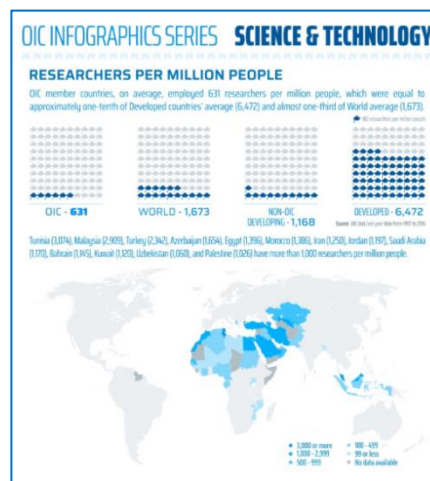 OIC INFOGRAPHICS SERIES SCIENCE & TECHNOLOGY
RESEARCHERS PER MILLION PEOPLE
OIC member countries, on average, employed 631 researchers per million people, which were equal to
approximately one-tenth of Developed countries' average (6,472) and almost one-third of World average (1,673).
researchers per million people
OIC - 631
WORLD - 1,673
NON-OIC
DEVELOPING - 1,168
DEVELOPED - 6,472
Tunisia (3,074), Malaysia (2,909), Turkey (2,342), Azerbaijan (1,654), Egypt (1,396), Morocco (1,386), Iran (1,250), Jordan (1,197), Saudi Arabia
(1,170), Bahrain (1,145), Kuwait (1,120), Uzbekistan (1,060), and Palestine (1,026) have more than 1,000 researchers per million people.
3,000 or more
1,000 - 2,999
500 - 999
100 - 499
99 or less
No data available